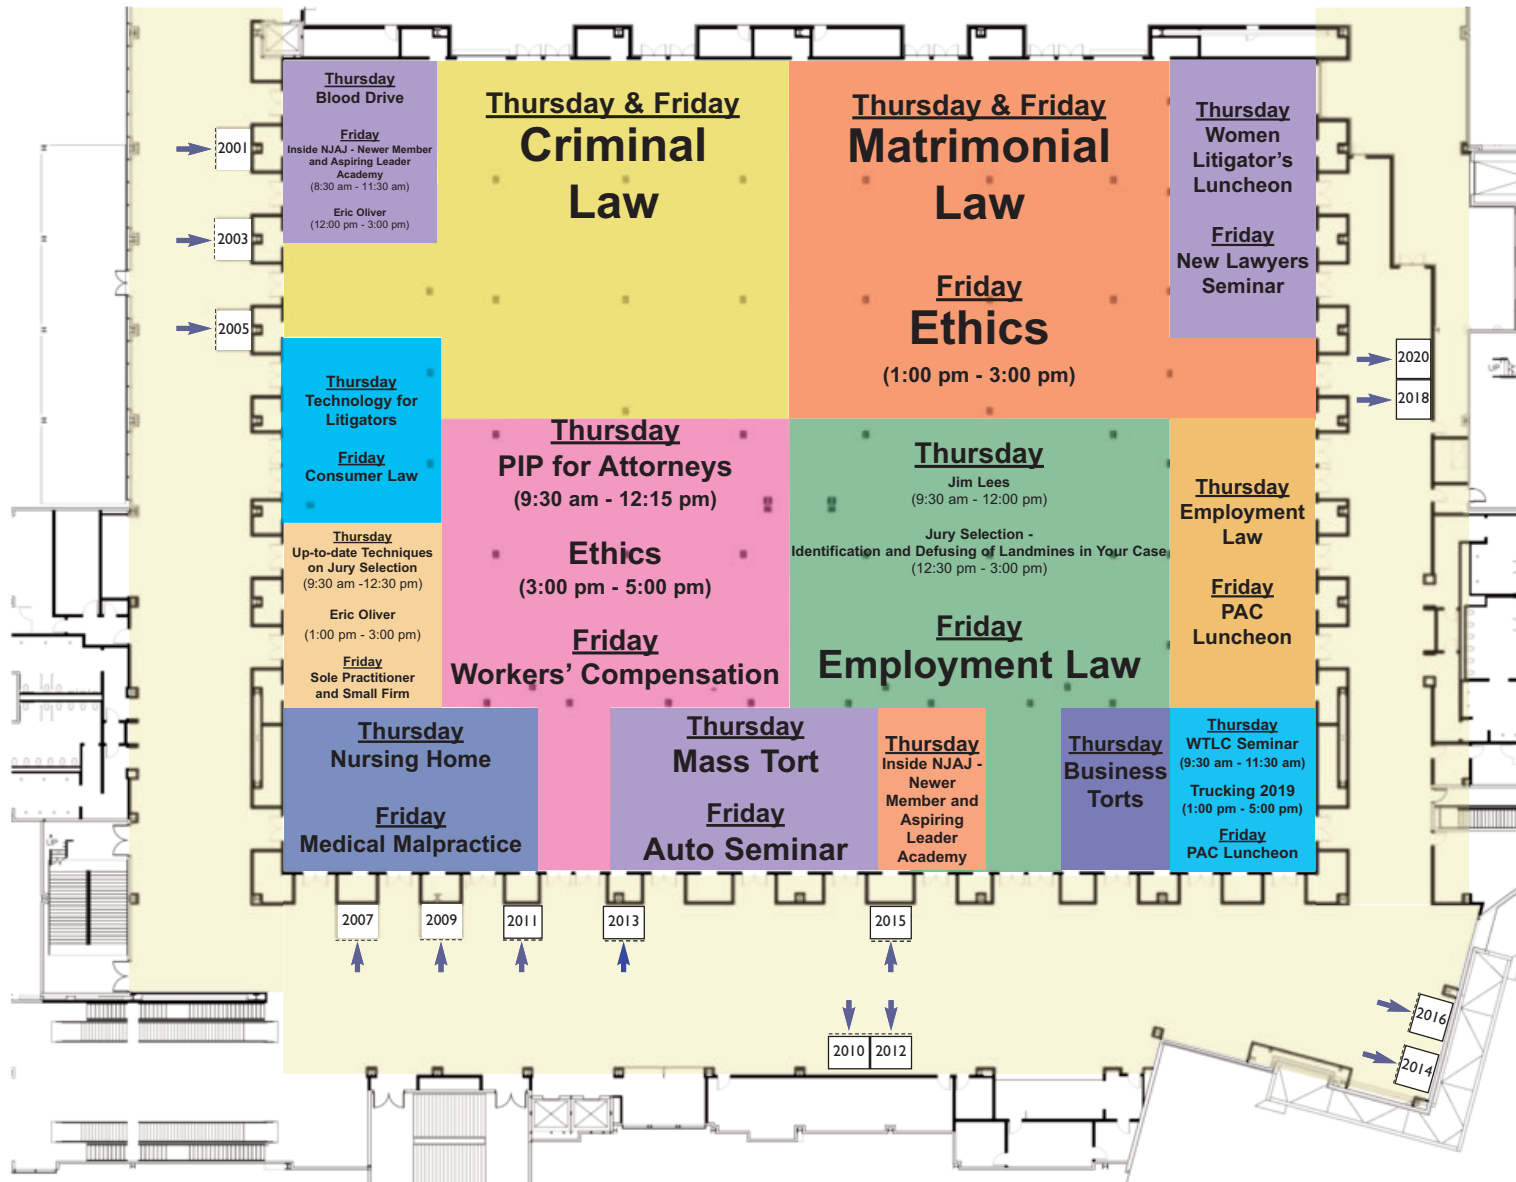 Thursday
Blood Drive
Friday
Inside NJAJ - Newer Member
and Aspiring Leader
Academy
(8:30 am - 11:30 am)
Eric Oliver
(12:00 pm - 3:00 pm)
Thursday & Friday
Criminal
Law
Thursday & Friday
Matrimonial
Law
Friday
Ethics
(1:00 pm - 3:00 pm)
Thursday
Women
Litigator's
Luncheon
Friday
New Lawyers
Seminar
2001
2003
2005
2020
2018
Thursday
Technology for
Litigators
Friday
Consumer Law
Thursday
PIP for Attorneys
(9:30 am - 12:15 pm)
Ethics
(3:00 pm - 5:00 pm)
Friday
Workers' Compensation
Thursday
Jim Lees
(9:30 am - 12:00 pm)
Jury Selection -
Identification and Defusing of Landmines in Your Case
(12:30 pm - 3:00 pm)
Friday
Employment Law
Thursday
Employment
Law
Friday
PAC
Luncheon
Thursday
Up-to-date Techniques
on Jury Selection
(9:30 am -12:30 pm)
Eric Oliver
(1:00 pm - 3:00 pm)
Friday
Sole Practitioner
and Small Firm
Thursday
Nursing Home
Friday
Medical Malpractice
Thursday
Mass Tort
Friday
Auto Seminar
Thursday
Inside NJAJ -
Newer
Member and
Aspiring
Leader
Academy
Thursday
Business
Torts
Thursday
WTLC Seminar
(9:30 am - 11:30 am)
Trucking 2019
(1:00 pm - 5:00 pm)
Friday
PAC Luncheon
UP
UP
2007
2009
2011
2013
2015
2010
2012
2016
2014